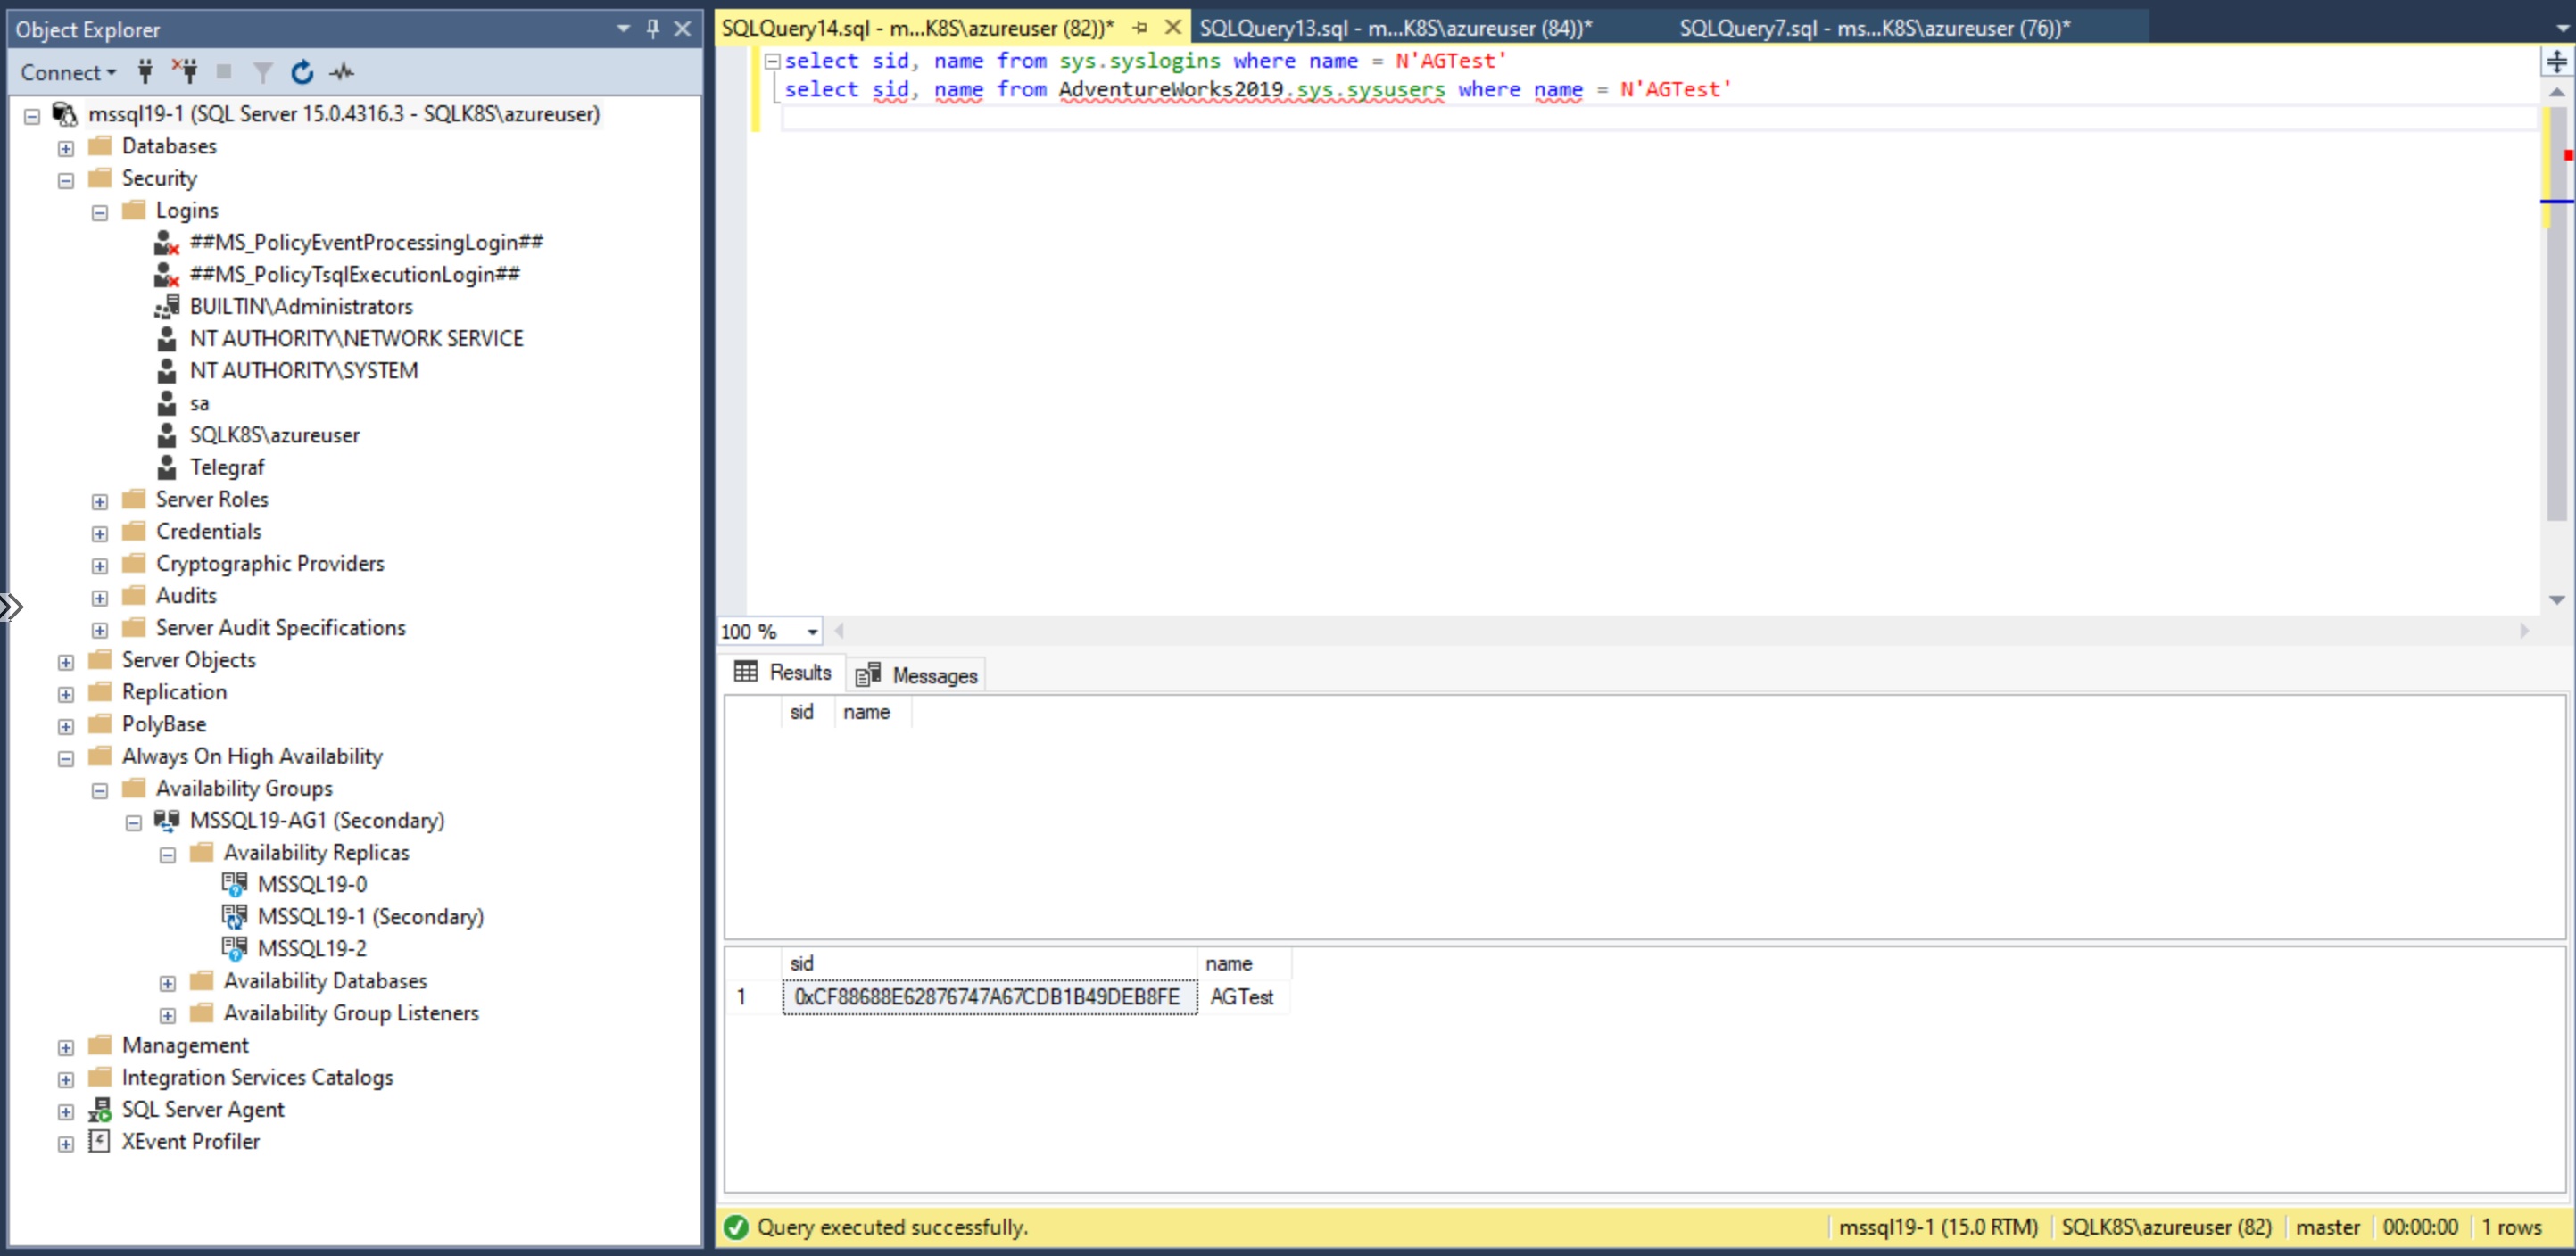 Object Explorer
Connect
mssql19-1 (SQL Server 15.0.4316.3 - SQLK8S\azureuser)
Databases
Security
Logins
##MS_PolicyEventProcessingLogin##
##MS_PolicyTsqlExecutionLogin##
BUILTIN\Administrators
NT AUTHORITY\NETWORK SERVICE
NT AUTHORITY\SYSTEM
sa
SQLK8S\azureuser
Telegraf
Server Roles
Credentials
Cryptographic Providers
Audits
Server Audit Specifications
Server Objects
Replication
PolyBase
Always On High Availability
Availability Groups
MSSQL19-AG1 (Secondary)
Availability Replicas
MSSQL19-0
MSSQL19-1 (Secondary)
MSSQL19-2
Availability Databases
Availability Group Listeners
Management
Integration Services Catalogs
SQL Server Agent
XEvent Profiler
SQLQuery14.sql - m...K8S\azureuser (82))* SQLQuery13.sql - m...K8S\azureuser (84))* SQLQuery7.sql - ms...K8S\azureuser (76))*
select sid, name from sys.syslogins where name = N'AGTest'
select sid, name from AdventureWorks2019.sys.sysusers where name = N'AGTest'
100 %
Results Messages
sid name
sid name
1 0xCF88688E62876747A67CDB1B49DEB8FE AGTest
Query executed successfully. mssql19-1 (15.0 RTM) SQLK8S\azureuser (82) master 00:00:00 1 rows